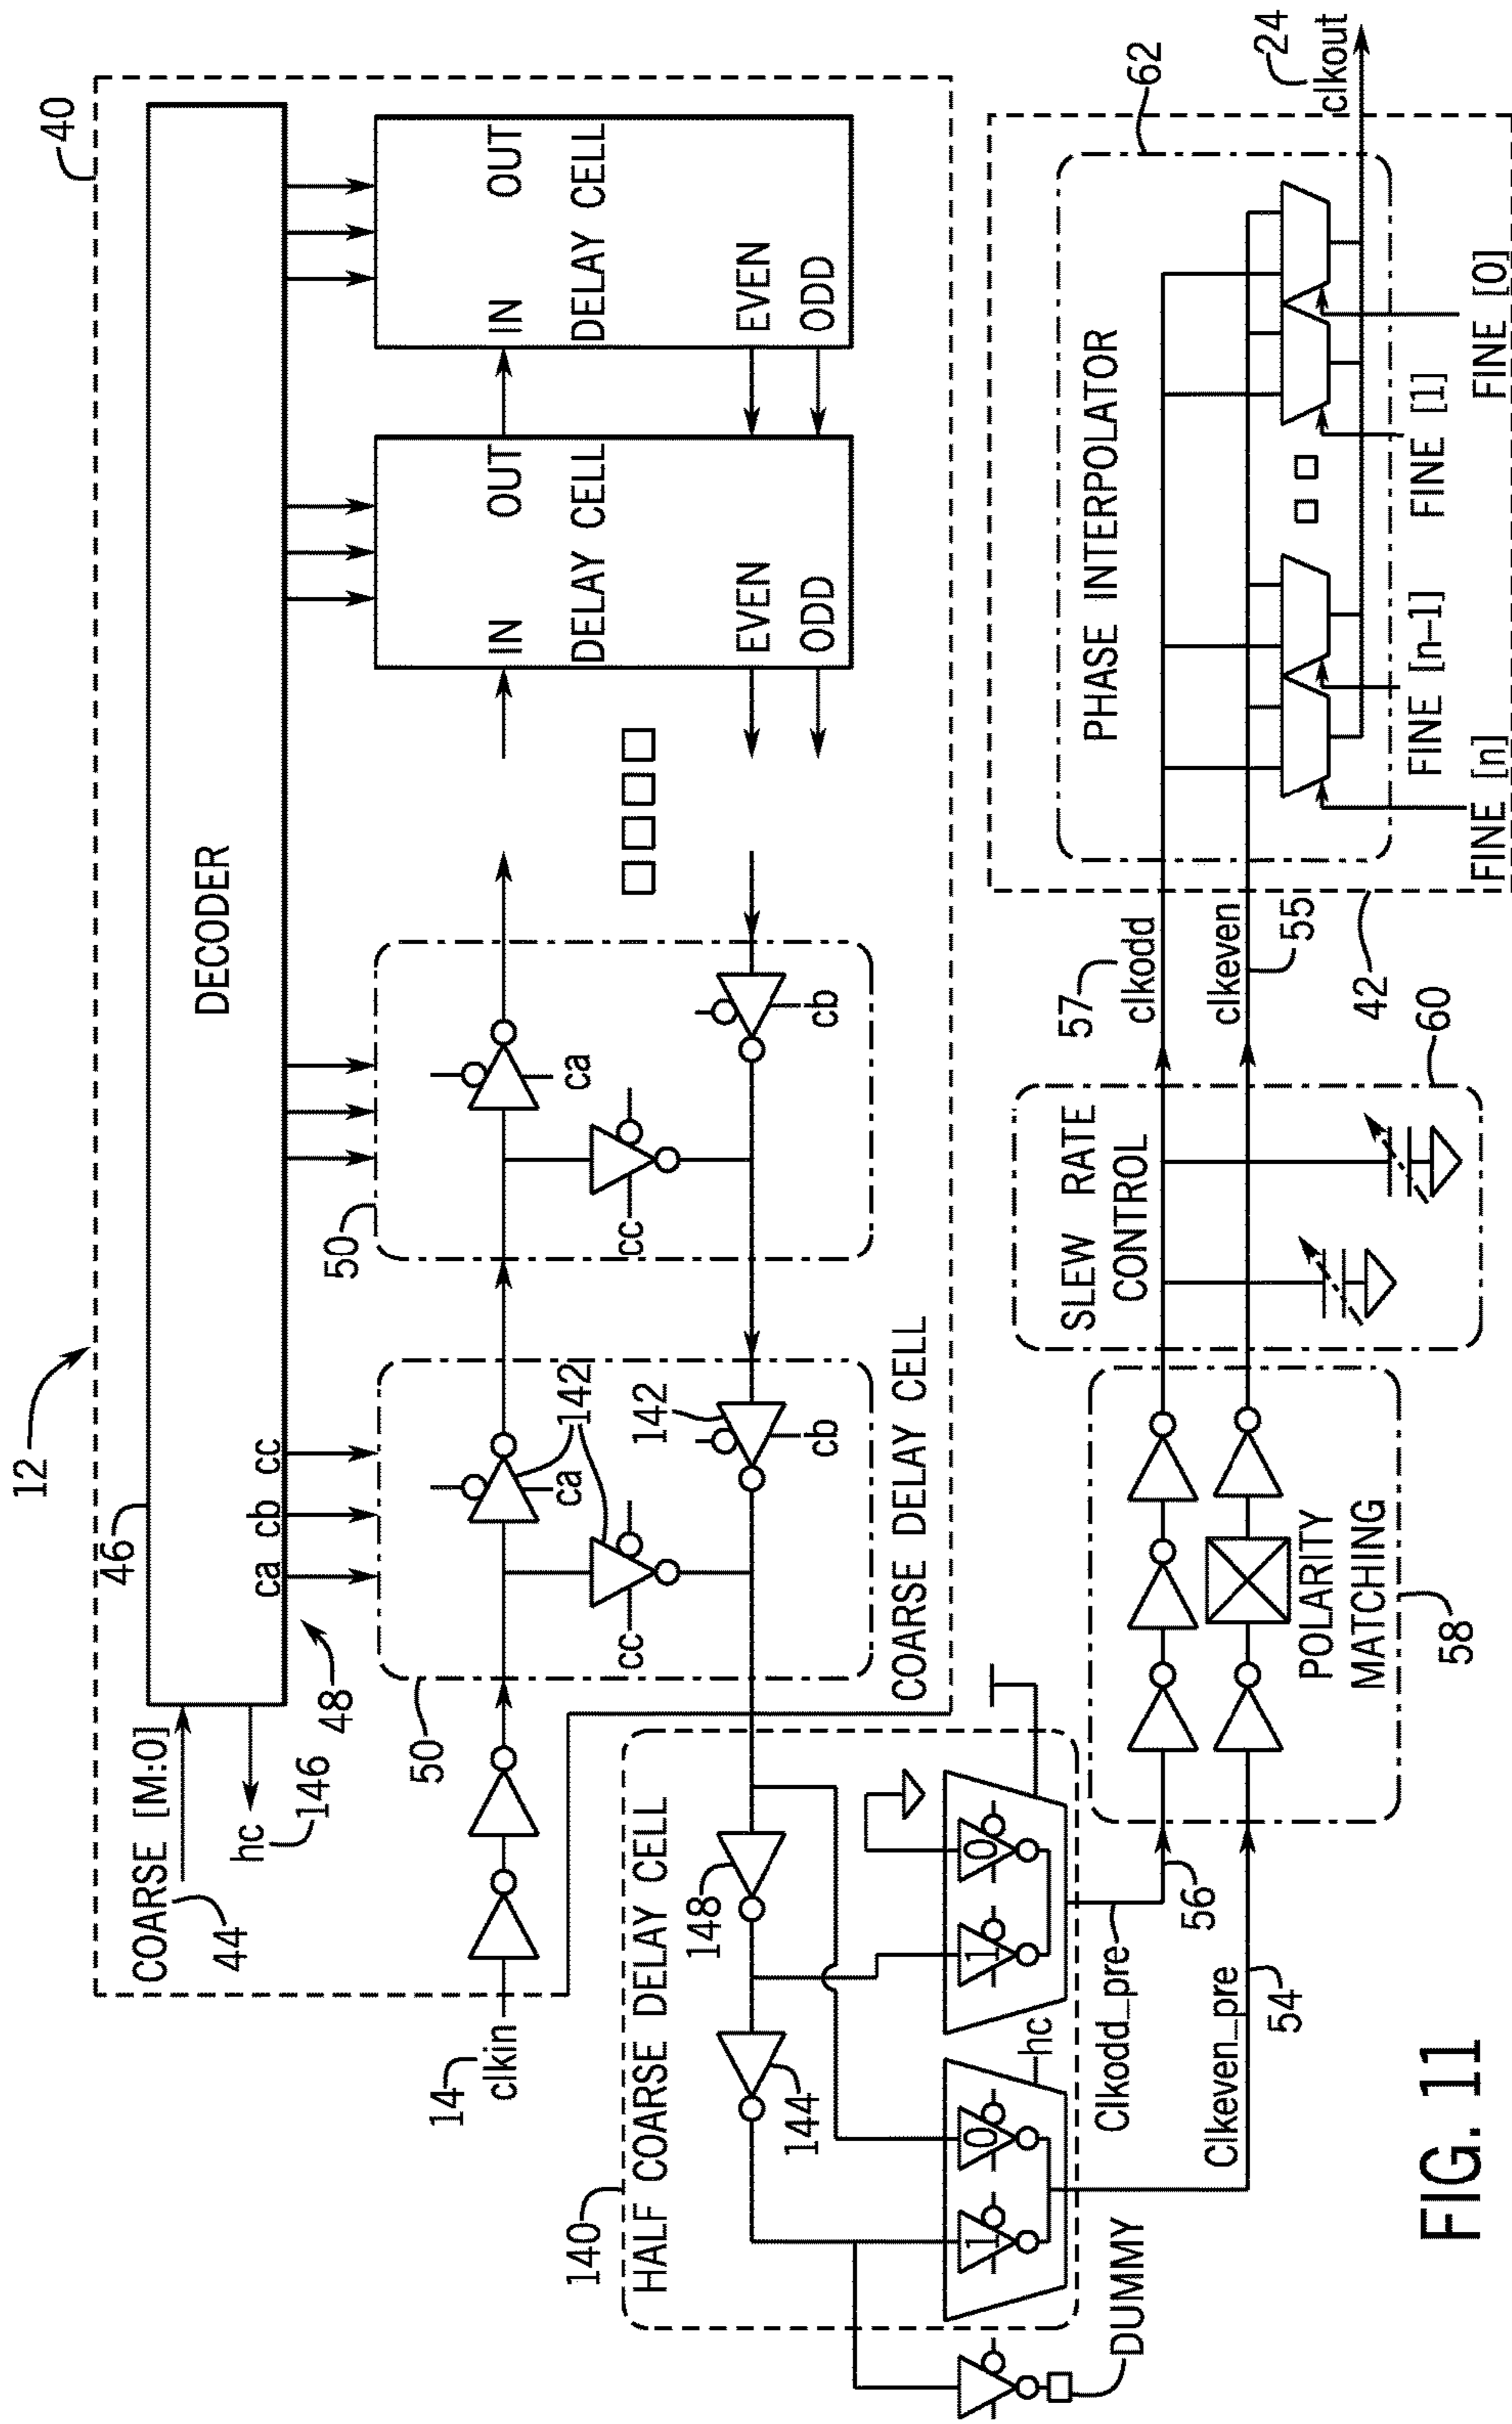 12
40
46
DECODER
COARSE [M:0]
44
hc
146
48
ca
cb
cc
50
50
14
clkin
142
ca
cc
142
cb
ca
cc
cb
IN
OUT
DELAY CELL
EVEN
ODD
IN
OUT
DELAY CELL
EVEN
ODD
COARSE DELAY CELL
140
HALF COARSE DELAY CELL
148
144
1
0
hc
1
0
DUMMY
Clkodd_pre
56
Clkeven_pre
54
POLARITY
MATCHING
58
SLEW RATE
CONTROL
60
57
clkodd
clkeven
55
42
PHASE INTERPOLATOR
62
24
clkout
FINE [n]
FINE [n-1]
FINE [1]
FINE [0]
FIG. 11